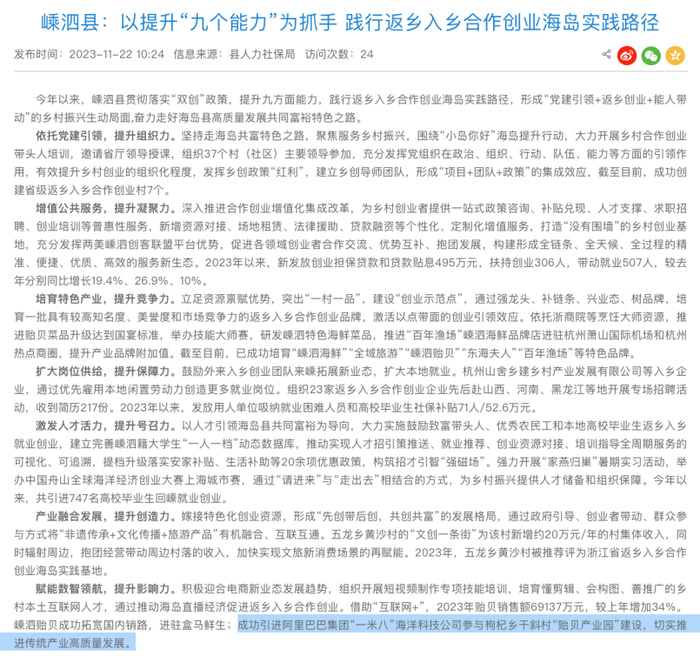 嵊泗县：以提升“九个能力”为抓手 践行返乡入乡合作创业海岛实践路径
发布时间：2023-11-22 10:24 信息来源：县人力社保局 访问次数：24
今年以来，嵊泗县贯彻落实“双创”政策，提升九方面能力，践行返乡入乡合作创业海岛实践路径，形成“党建引领+返乡创业+能人带
动”的乡村振兴生动局面,奋力走好海岛县高质量发展共同富裕特色之路。
依托党建引领，提升组织力。坚持走海岛共富特色之路，聚焦服务乡村振兴，围绕“小岛你好”海岛提升行动，大力开展乡村合作创业
带头人培训，邀请省厅领导授课，组织37个村（社区）主要领导参加，充分发挥党组织在政治、组织、行动、队伍、能力等方面的引领作
用，有效提升乡村创业的组织化程度，发挥乡创政策“红利”，建立乡创导师团队，形成“项目+团队+政策”的集成效应，截至目前，成功创
建省级返乡入乡合作创业村7个。
增值公共服务，提升凝聚力。深入推进合作创业增值化集成改革，为乡村创业者提供一站式政策咨询、补贴兑现、人才支撑、求职招
聘、创业培训等普惠性服务，新增资源对接、场地租赁、法律援助、贷款融资等个性化、定制化增值服务，打造“没有围墙”的乡村创业基
地，充分发挥两美嵊泗创客联盟平台优势，促进各领域创业者合作交流、优势互补、抱团发展，构建形成全链条、全天候、全过程的精
准、便捷、优质、高效的服务新生态。2023年以来，新发放创业担保贷款和贷款贴息495万元，扶持创业306人，带动就业507人，较去
年分别同比增长19.4%、26.9%、10%。
培育特色产业，提升竞争力。立足资源禀赋优势，突出“一村一品”，建设“创业示范点”，通过强龙头、补链条、兴业态、树品牌，培
育一批具有较高知名度、美誉度和市场竞争力的返乡入乡合作创业品牌，激活以点带面的创业引领效应。依托浙商院等烹饪大师资源，推
进贻贝菜品升级达到国宴标准，举办技能大师赛，研发嵊泗特色海鲜菜品，推进“百年渔场”嵊泗海鲜品牌店进驻杭州萧山国际机场和杭州
热点商圈，提升产业品牌附加值。截至目前，已成功培育“嵊泗海鲜”“全域旅游”“嵊泗贻贝”“东海夫人”“百年渔场”等特色品牌。
扩大岗位供给，提升保障力。鼓励外来入乡创业团队来嵊拓展新业态，扩大本地就业。杭州山舍乡建乡村产业发展有限公司等入乡企
业，通过优先雇用本地闲置劳动力创造更多就业岗位。组织23家返乡入乡合作创业企业先后赴山西、河南、黑龙江等地开展专场招聘活
动，收到简历217份。2023年以来，发放用人单位吸纳就业困难人员和高校毕业生社保补贴71人/52.6万元。
激发人才活力，提升号召力。以人才引领海岛县共同富裕为导向，大力实施鼓励致富带头人、优秀农民工和本地高校毕业生返乡入乡
就业创业，建立完善嵊泗籍大学生“一人一档”动态数据库，推动实现人才招引策推送、就业推荐、创业资源对接、培训指导全周期服务的
可视化、可追溯，提档升级落实安家补贴、生活补助等20余项优惠政策，构筑招才引智“强磁场”。强力开展“家燕归巢”暑期实习活动，举
办中国舟山全球海洋经济创业大赛上海城市赛，通过“请进来”与“走出去”相结合的方式，为乡村振兴提供人才储备和组织保障。今年以
来，共引进747名高校毕业生回嵊就业创业。
产业融合发展，提升创造力。嫁接特色化创业资源，形成“先创带后创，共创共富”的发展格局，通过政府引导、创业者带动、群众参
与方式将“非遗传承+文化传播+旅游产品”有机融合、互联互通。五龙乡黄沙村的“文创一条街”为该村新增约20万元/年的村集体收入，同
时辐射周边，抱团经营带动周边村落的收入，加快实现文旅新消费场景的再赋能。2023年，五龙乡黄沙村被推荐评为浙江省返乡入乡合作
创业海岛实践基地。
赋能数智领航，提升影响力。积极迎合电商新业态发展趋势，组织开展短视频制作专项技能培训，培育懂剪辑、会构图、善推广的乡
村本土互联网人才，通过推动海岛直播经济促进返乡入乡合作创业。借助“互联网+”，2023年贻贝销售额69137万元，较上年增加34%。
嵊泗贻贝成功拓宽国内销路，进驻盒马鲜生；成功引进阿里巴巴集团“一米八”海洋科技公司参与枸杞乡干斜村“贻贝产业园”建设，切实推
进传统产业高质量发展。